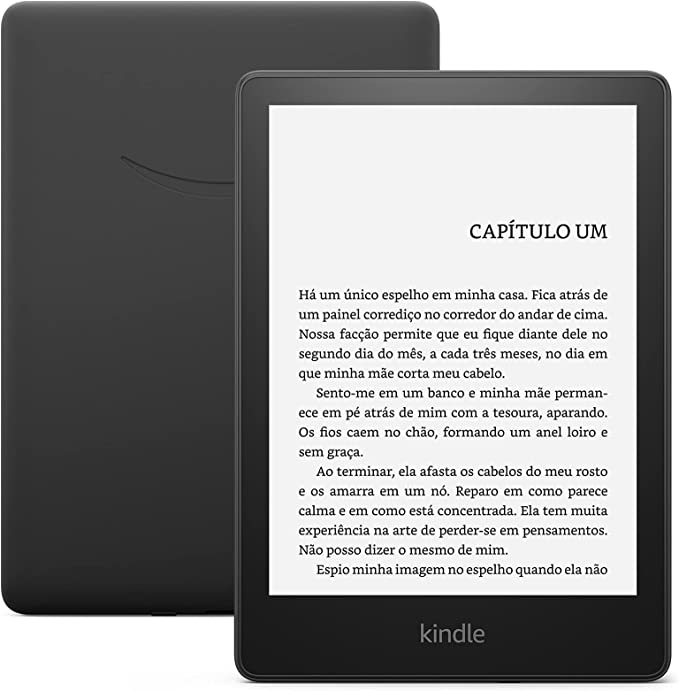 CAPÍTULO UM
Há um único espelho em minha casa. Fica atrás de
um painel corrediço no corredor do andar de cima.
Nossa facção permite que eu fique diante dele no
segundo dia do mês, a cada três meses, no dia em
que minha mãe corta meu cabelo.
Sento-me em um banco e minha mãe perman-
ece em pé atrás de mim com a tesoura, aparando.
Os fios caem no chão, formando um anel loiro e
sem graça.
Ao terminar, ela afasta os cabelos do meu rosto
e os amarra em um nó. Reparo em como parece
calma e em como está concentrada. Ela tem muita
experiência na arte de perder-se em pensamentos.
Não posso dizer o mesmo de mim.
Espio minha imagem no espelho quando ela não
kindle